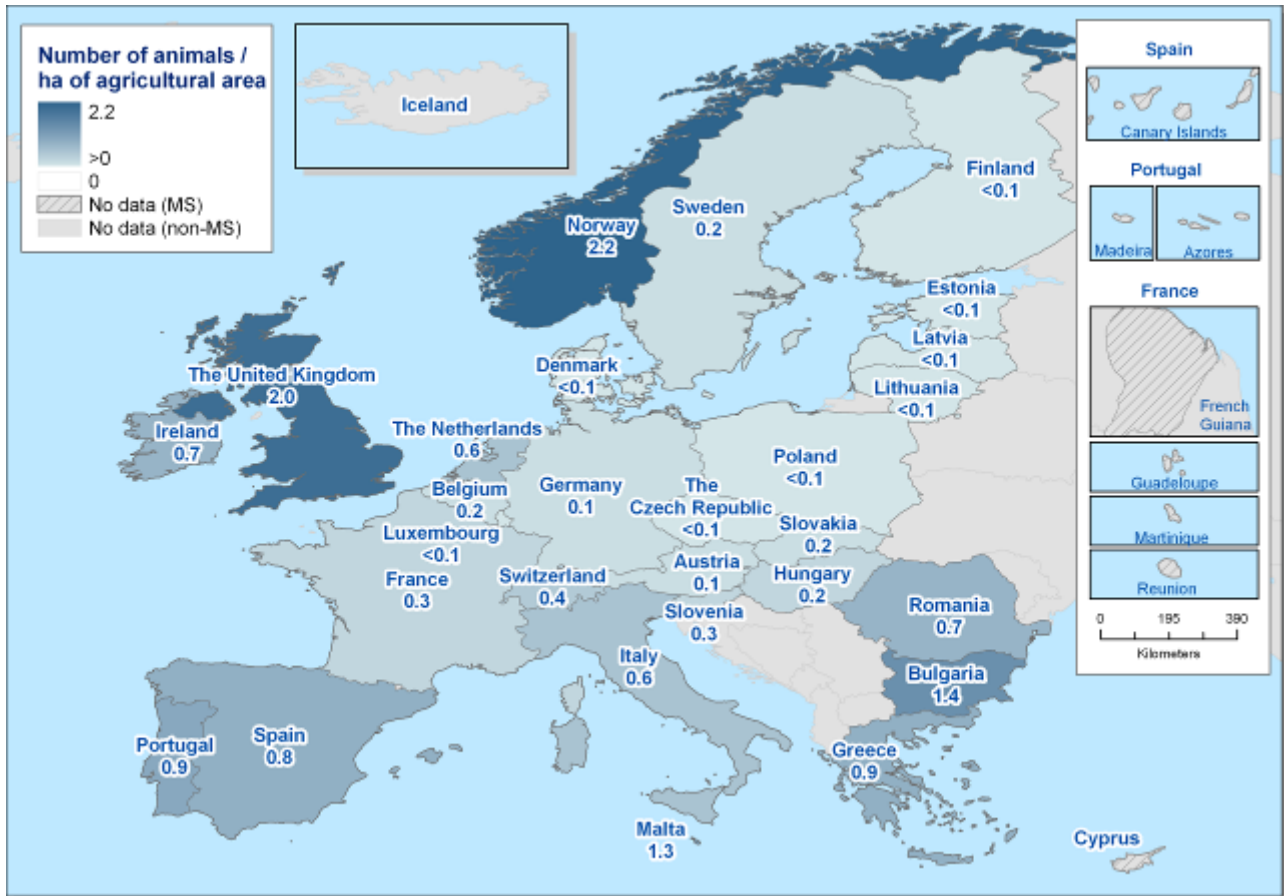 Number of animals /
ha of agricultural area
2.2
>0
0
No data (MS)
No data (non-MS)
Iceland
Finland
<0.1
Sweden
0.2
Norway
2.2
Estonia
<0.1
Latvia
<0.1
Lithuania
<0.1
Denmark
<0.1
The United Kingdom
2.0
Ireland
0.7
The Netherlands
0.6
Belgium
0.2
Luxembourg
<0.1
Germany
0.1
Poland
<0.1
The
Czech Republic
<0.1
Slovakia
0.2
Austria
0.1
Hungary
0.2
Switzerland
0.4
France
0.3
Slovenia
0.3
Romania
0.7
Italy
0.6
Bulgaria
1.4
Portugal
0.9
Spain
0.8
Greece
0.9
Malta
1.3
Cyprus
Spain
Canary Islands
Portugal
Madeira
Azores
France
French
Guiana
Guadeloupe
Martinique
Reunion
0 195 390
Kilometers